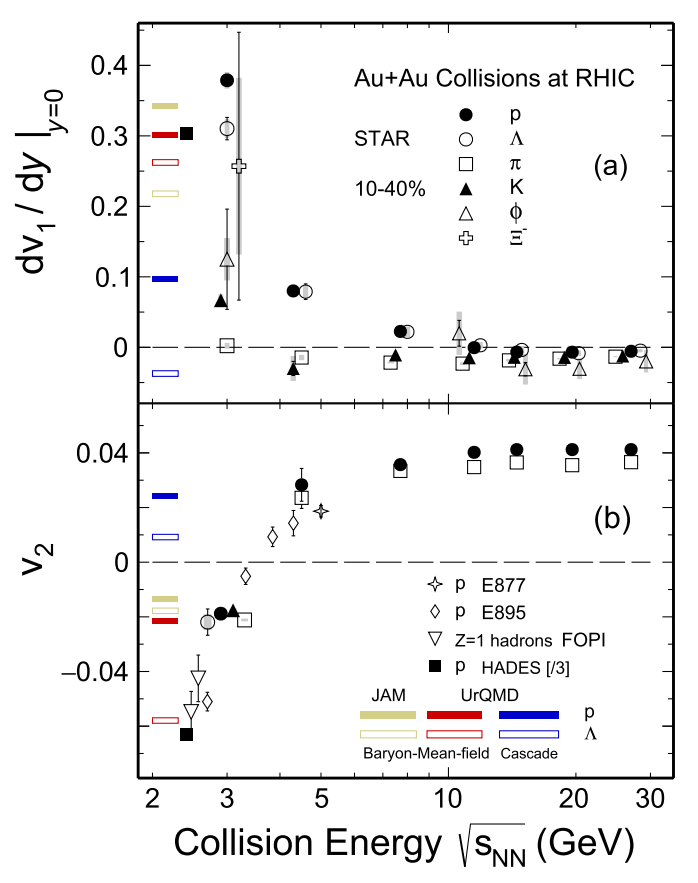 dv₁ / dy |y=0
0.4
0.3
0.2
0.1
0
Au+Au Collisions at RHIC
p
STAR Λ
π
10-40% K
ϕ
Ξ⁻
(a)
v₂
0.04
0
−0.04
(b)
p E877
p E895
Z=1 hadrons FOPI
p HADES [/3]
JAM UrQMD
p
Λ
Baryon-Mean-field Cascade
2 3 4 5 10 20 30
Collision Energy √sNN (GeV)